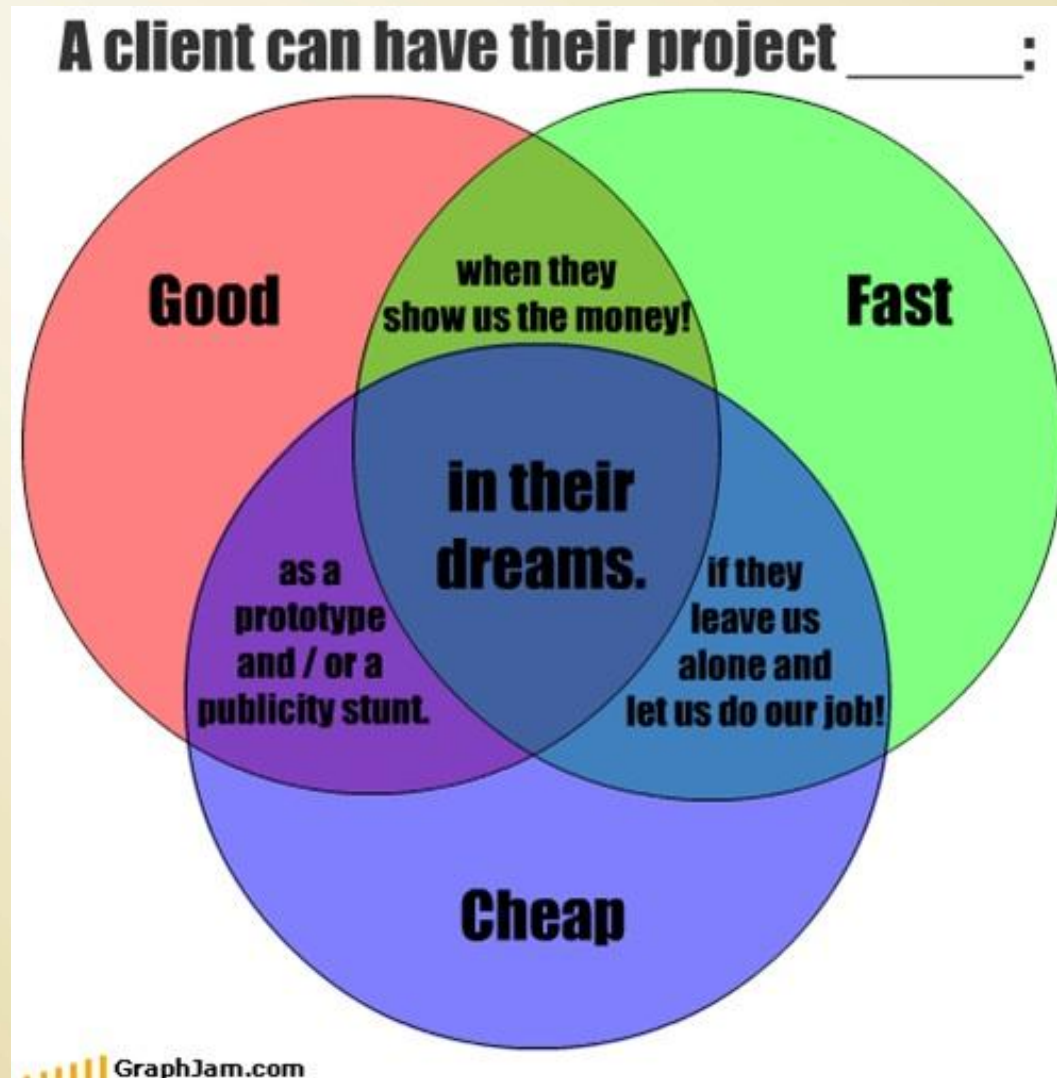 A client can have their project ______:
Good
when they
show us the money!
Fast
in their
dreams.
as a
prototype
and / or a
publicity stunt.
if they
leave us
alone and
let us do our job!
Cheap
GraphJam.com